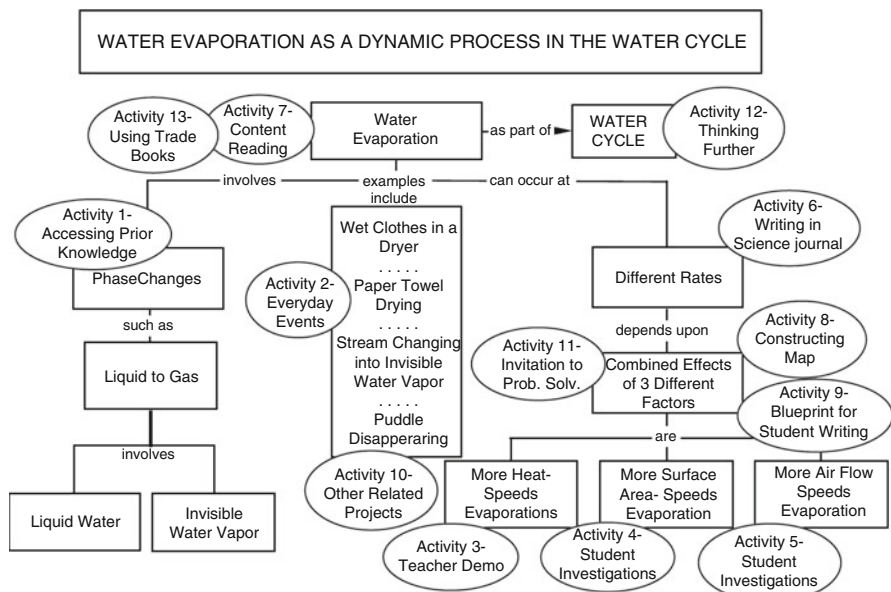 WATER EVAPORATION AS A DYNAMIC PROCESS IN THE WATER CYCLE
Activity 13-
Using Trade
Books
Activity 7-
Content
Reading
Water
Evaporation
as part of
WATER
CYCLE
Activity 12-
Thinking
Further
involves
examples
include
can occur at
Activity 1-
Accessing Prior
Knowledge
PhaseChanges
such as
Liquid to Gas
involves
Liquid Water
Invisible
Water Vapor
Activity 2-
Everyday
Events
Wet Clothes in a
Dryer
. . . . .
Paper Towel
Drying
. . . . .
Stream Changing
into Invisible
Water Vapor
. . . . .
Puddle
Disapperaring
Activity 10-
Other Related
Projects
Activity 6-
Writing in
Science journal
Different Rates
depends upon
Activity 11-
Invitation to
Prob. Solv.
Combined Effects
of 3 Different
Factors
Activity 8-
Constructing
Map
Activity 9-
Blueprint for
Student Writing
are
More Heat-
Speeds
Evaporations
More Surface
Area- Speeds
Evaporation
More Air Flow
Speeds
Evaporation
Activity 3-
Teacher Demo
Activity 4-
Student
Investigations
Activity 5-
Student
Investigations